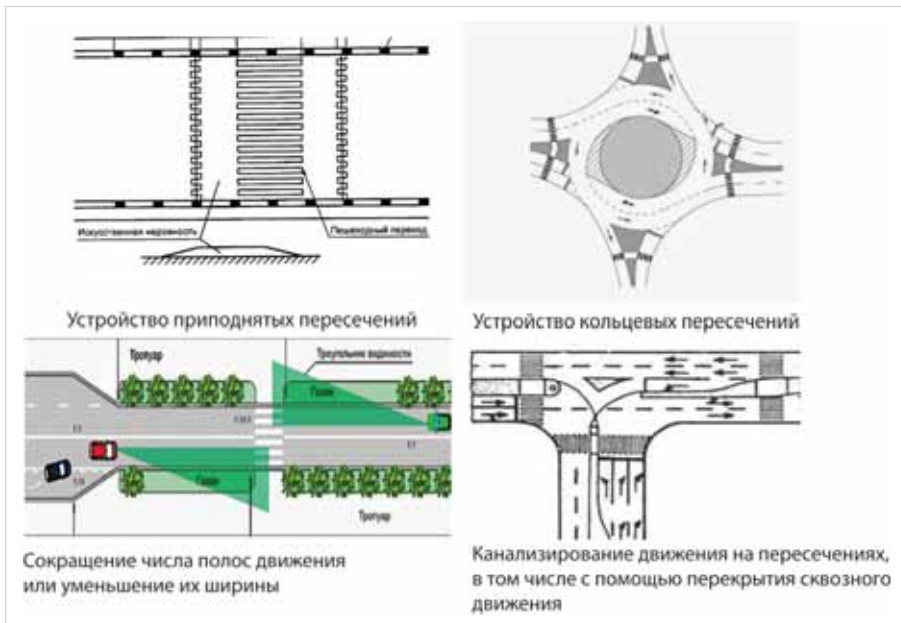 Искусственная неровность
Пешеходный переход
Устройство приподнятых пересечений
Устройство кольцевых пересечений
Тротуар
Треугольник видимости
Газон
Газон
Тротуар
Сокращение числа полос движения
или уменьшение их ширины
Канализирование движения на пересечениях,
в том числе с помощью перекрытия сквозного
движения